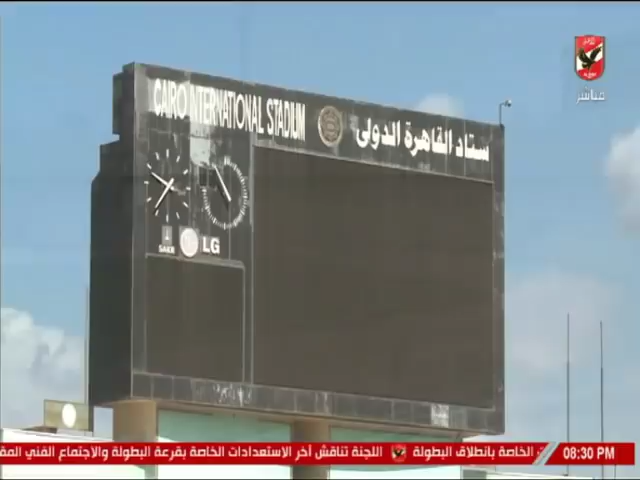 CAIRO INTERNATIONAL STADIUM
ستاد القاهرة الدولى
مباشر
SAKR
LG
الخاصة بانطلاق البطولة
اللجنة تناقش آخر الاستعدادات الخاصة بقرعة البطولة والاجتماع الفني
08:30 PM